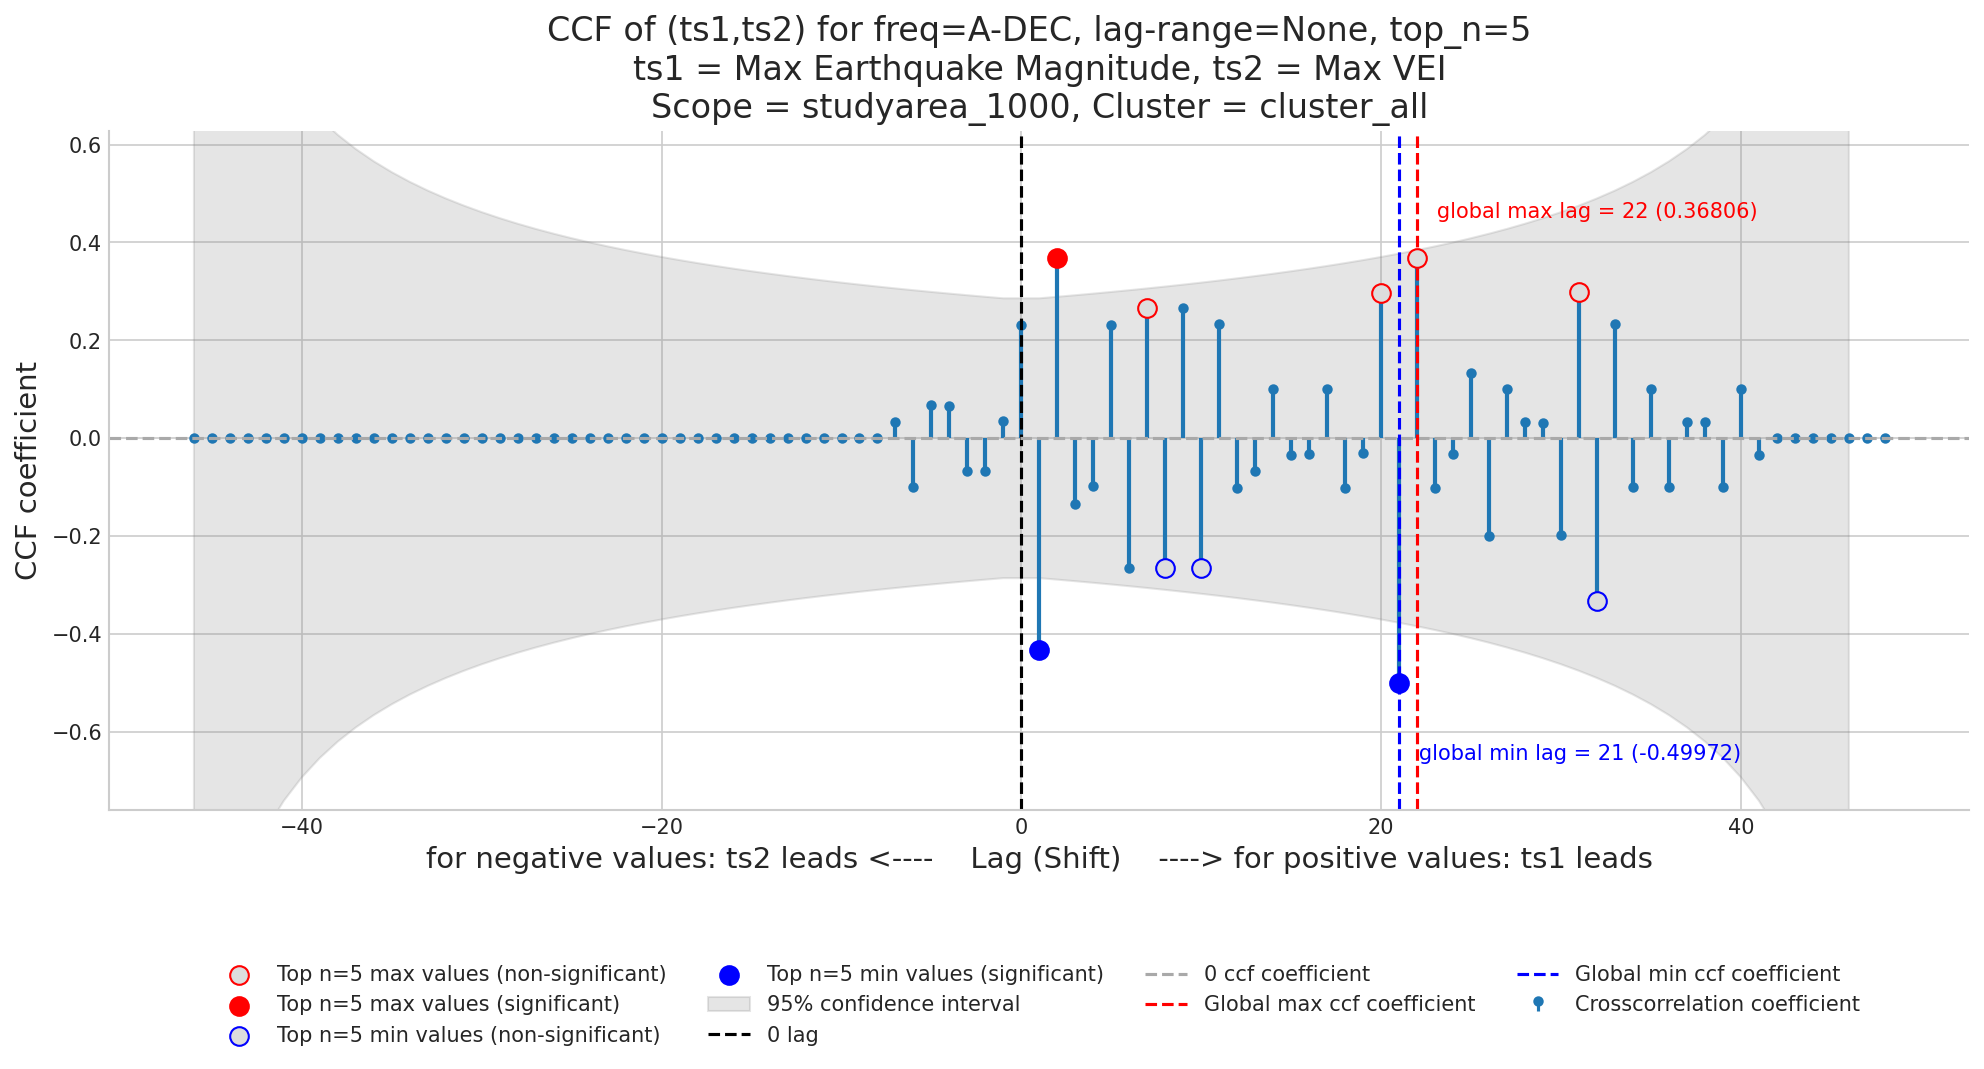 CCF of (ts1,ts2) for freq=A-DEC, lag-range=None, top_n=5
ts1 = Max Earthquake Magnitude, ts2 = Max VEI
Scope = studyarea_1000, Cluster = cluster_all
0.6
0.4
0.2
0.0
−0.2
−0.4
−0.6
CCF coefficient
global max lag = 22 (0.36806)
global min lag = 21 (-0.49972)
−40
−20
0
20
40
for negative values: ts2 leads <---- Lag (Shift) ----> for positive values: ts1 leads
Top n=5 max values (non-significant)
Top n=5 max values (significant)
Top n=5 min values (non-significant)
Top n=5 min values (significant)
95% confidence interval
0 lag
0 ccf coefficient
Global max ccf coefficient
Global min ccf coefficient
Crosscorrelation coefficient